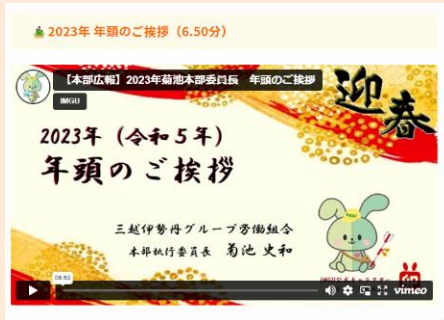 2023年 年頭のご挨拶（6.50分）
【本部広報】2023年菊池本部委員長　年頭のご挨拶
IMGU
迎春
2023年（令和5年）
年頭のご挨拶
三越伊勢丹グループ労働組合
本部執行委員長　菊池 史和
06:50
vimeo